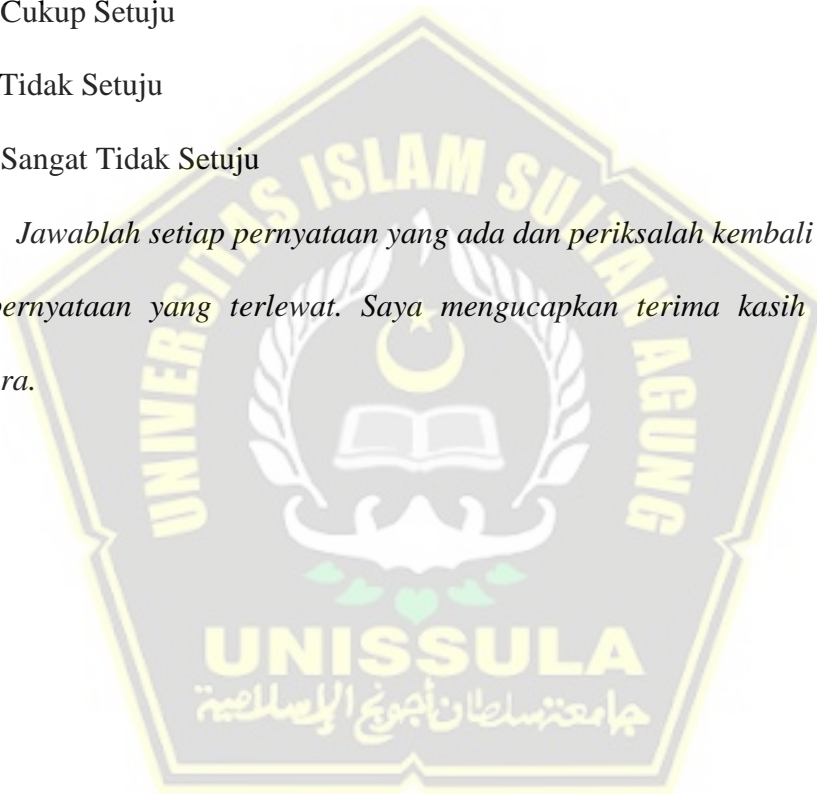 Cukup Setuju
Tidak Setuju
Sangat Tidak Setuju
Jawablah setiap pernyataan yang ada dan periksalah kembali
ernyataan yang terlewat. Saya mengucapkan terima kasih
ra.
UNIVERSITAS ISLAM SULTAN AGUNG
UNISSULA
جامعة سلطان أجونج الإسلامية